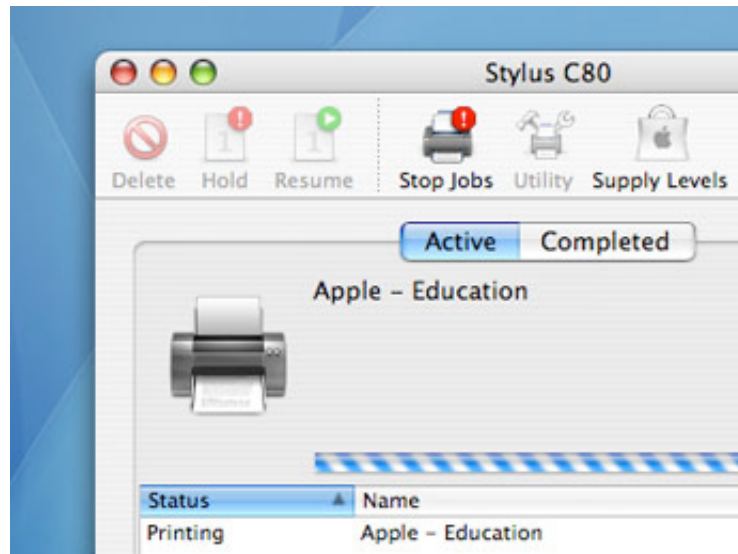 Stylus C80
Delete Hold Resume Stop Jobs Utility Supply Levels
Active Completed
Apple – Education
Status Name
Printing Apple – Education